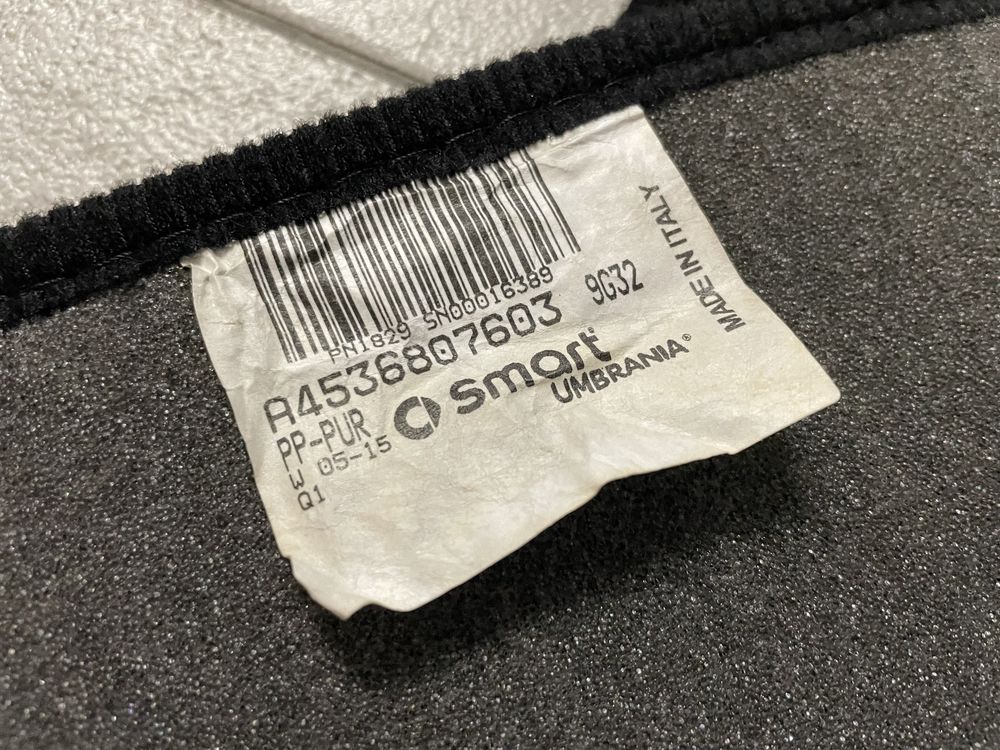 PN1829 SN00016389
A4536807603 9G32
PP-PUR smart
UMBRANIA®
W 05-15
Q1
MADE IN ITALY